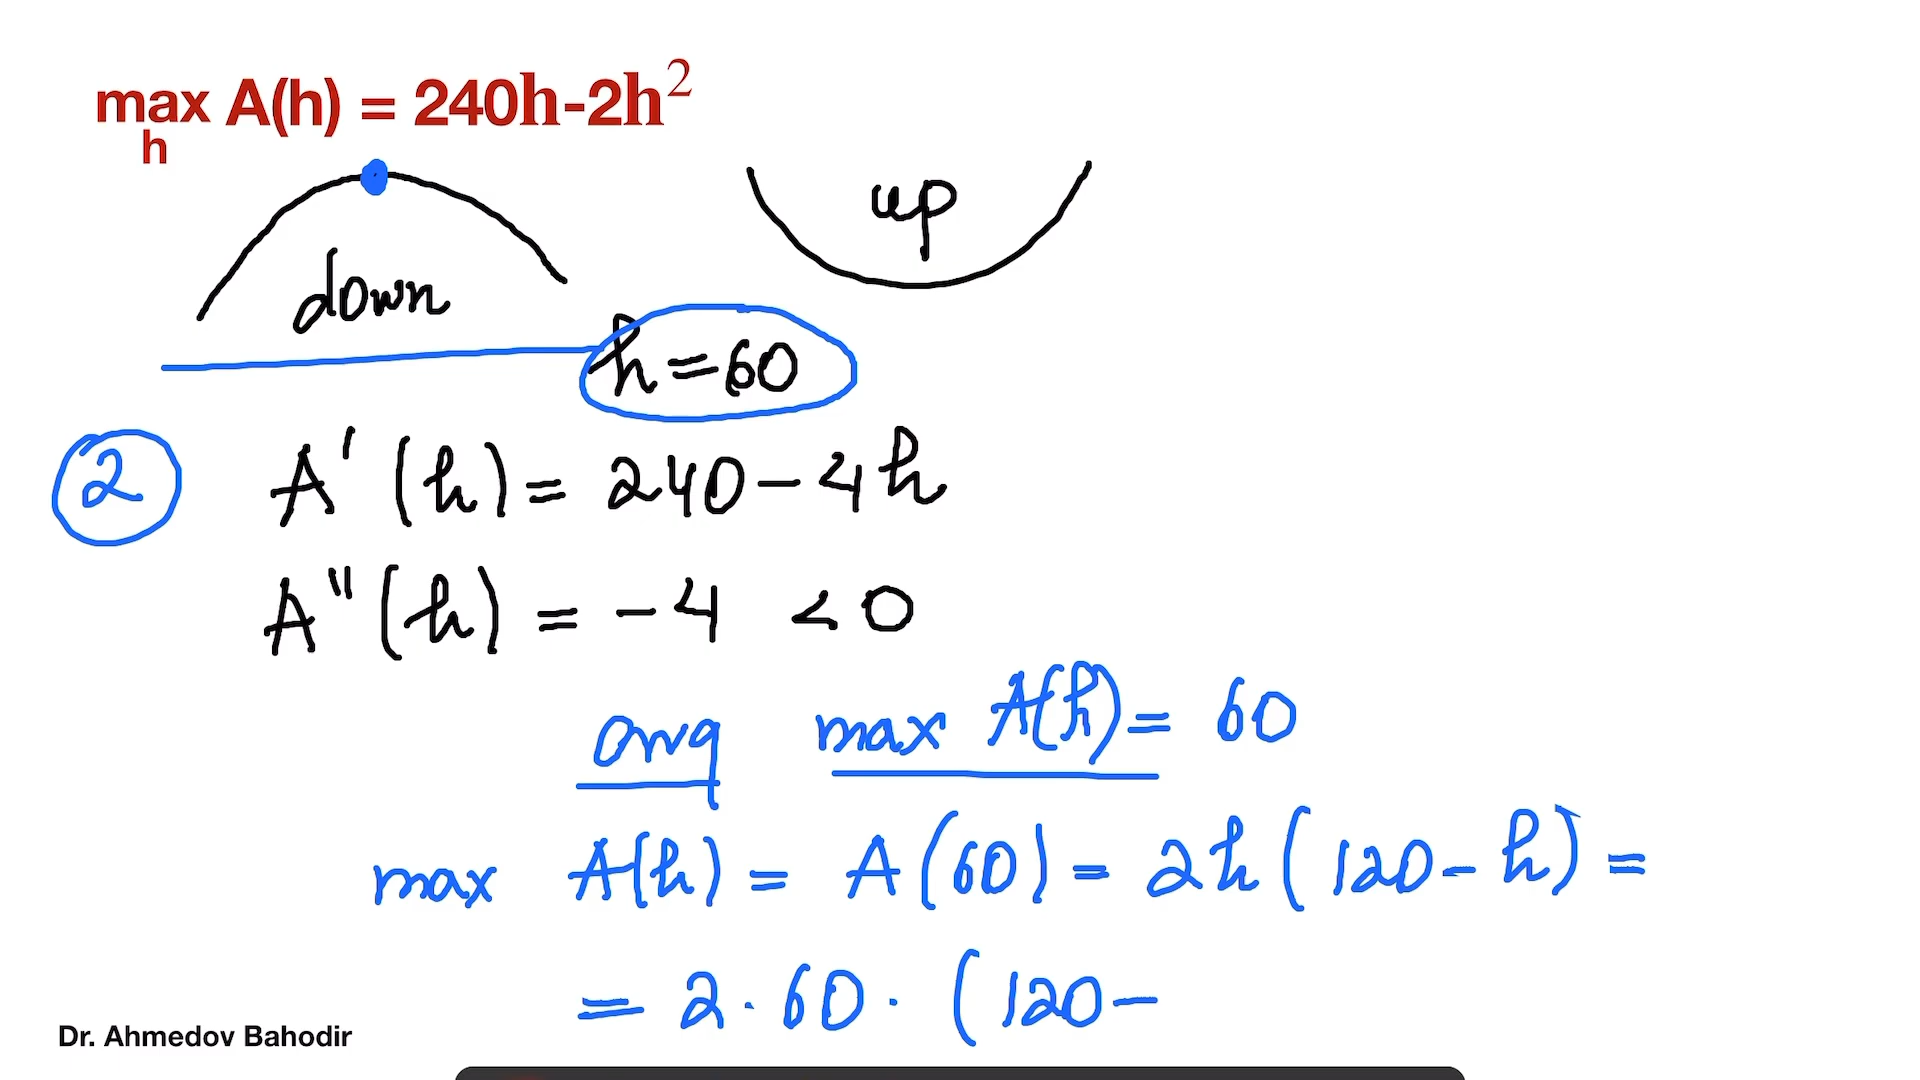 max A(h) = 240h-2h²
h
up
down
h=60
2
A'(h)= 240-4h
A''(h) = -4 <0
arg max A(h)= 60
max A(h) = A(60) = 2h(120-h) =
= 2·60·(120-
Dr. Ahmedov Bahodir